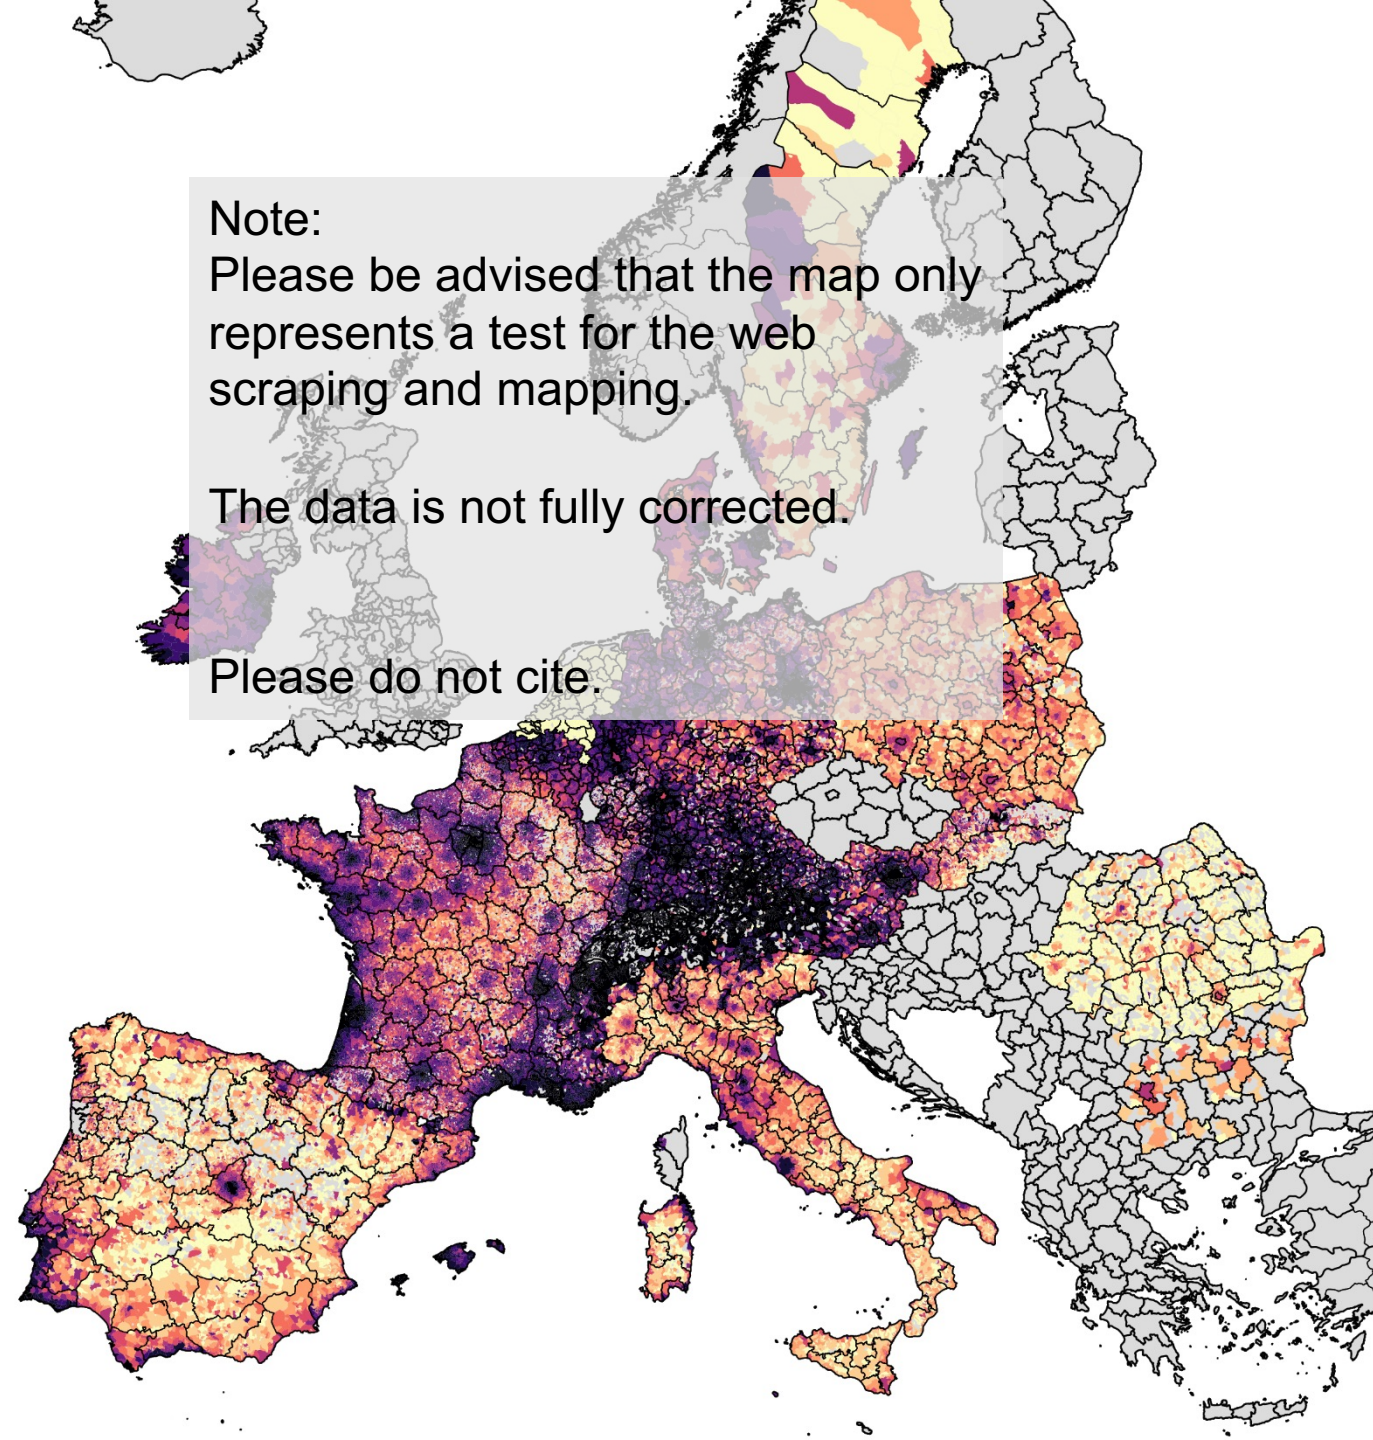 Note:
Please be advised that the map only
represents a test for the web
scraping and mapping.
The data is not fully corrected.
Please do not cite.